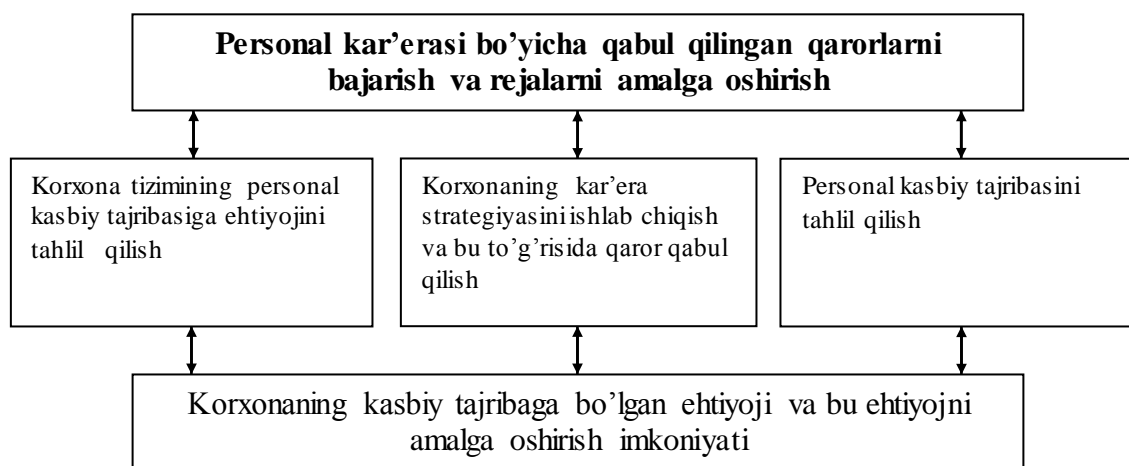 Personal kar’erasi bo’yicha qabul qilingan qarorlarni
bajarish va rejalarni amalga oshirish
Korxona tizimining personal
kasbiy tajribasiga ehtiyojini
tahlil qilish
Korxonaning kar’era
strategiyasini ishlab chiqish
va bu to’g’risida qaror qabul
qilish
Personal kasbiy tajribasini
tahlil qilish
Korxonaning kasbiy tajribaga bo’lgan ehtiyoji va bu ehtiyojni
amalga oshirish imkoniyati